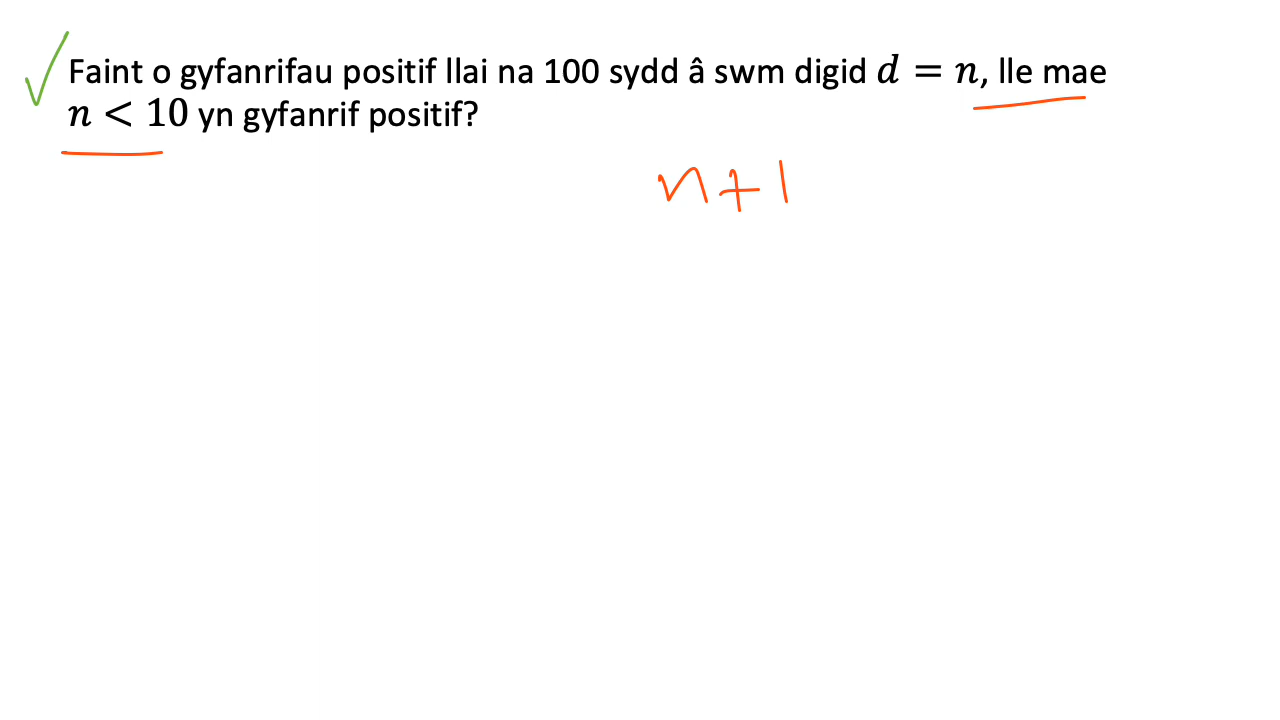 Faint o gyfanrifau positif llai na 100 sydd â swm digid d = n, lle mae
n < 10 yn gyfanrif positif?
n+1